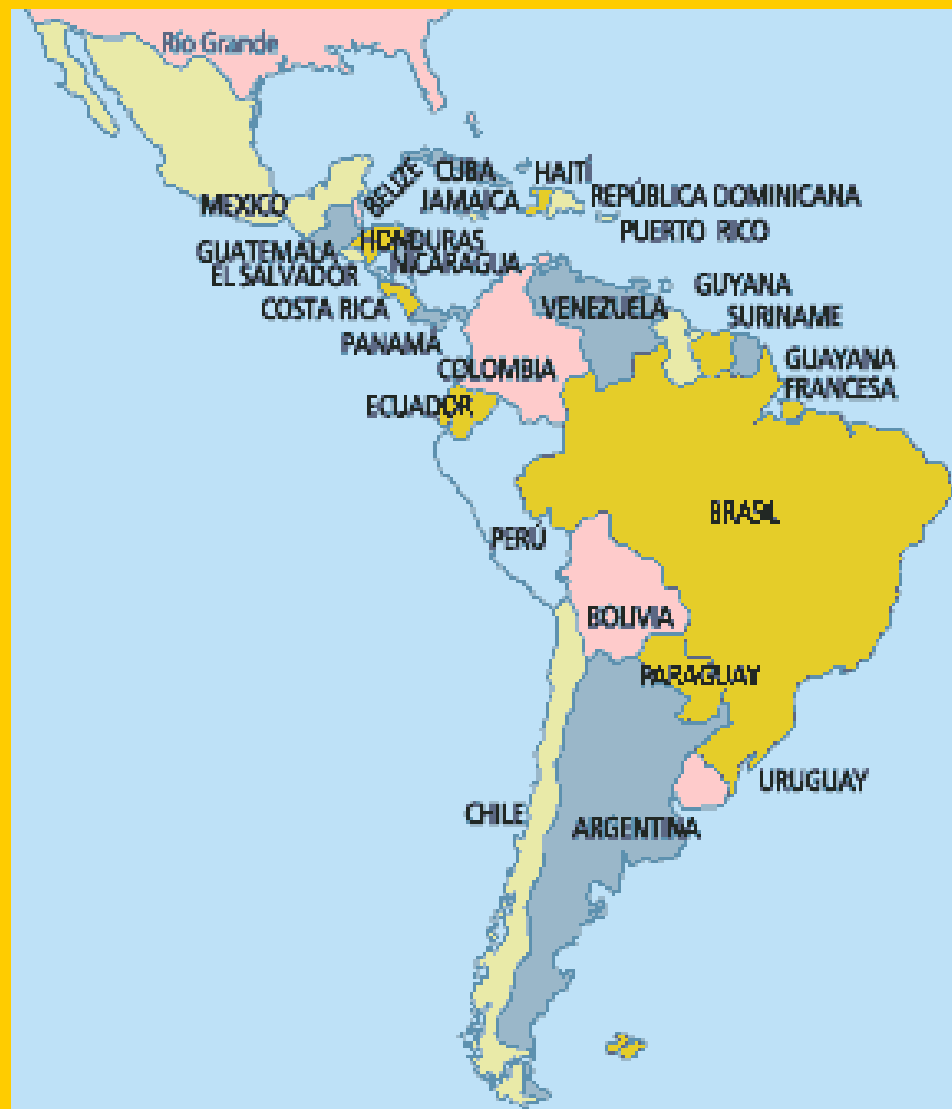 Río Grande
MEXICO
BELIZE
CUBA
HAITÍ
JAMAICA
REPÚBLICA DOMINICANA
PUERTO RICO
GUATEMALA
HONDURAS
EL SALVADOR
NICARAGUA
COSTA RICA
PANAMÁ
VENEZUELA
GUYANA
SURINAME
GUAYANA
FRANCESA
COLOMBIA
ECUADOR
BRASIL
PERÚ
BOLIVIA
PARAGUAY
URUGUAY
CHILE
ARGENTINA